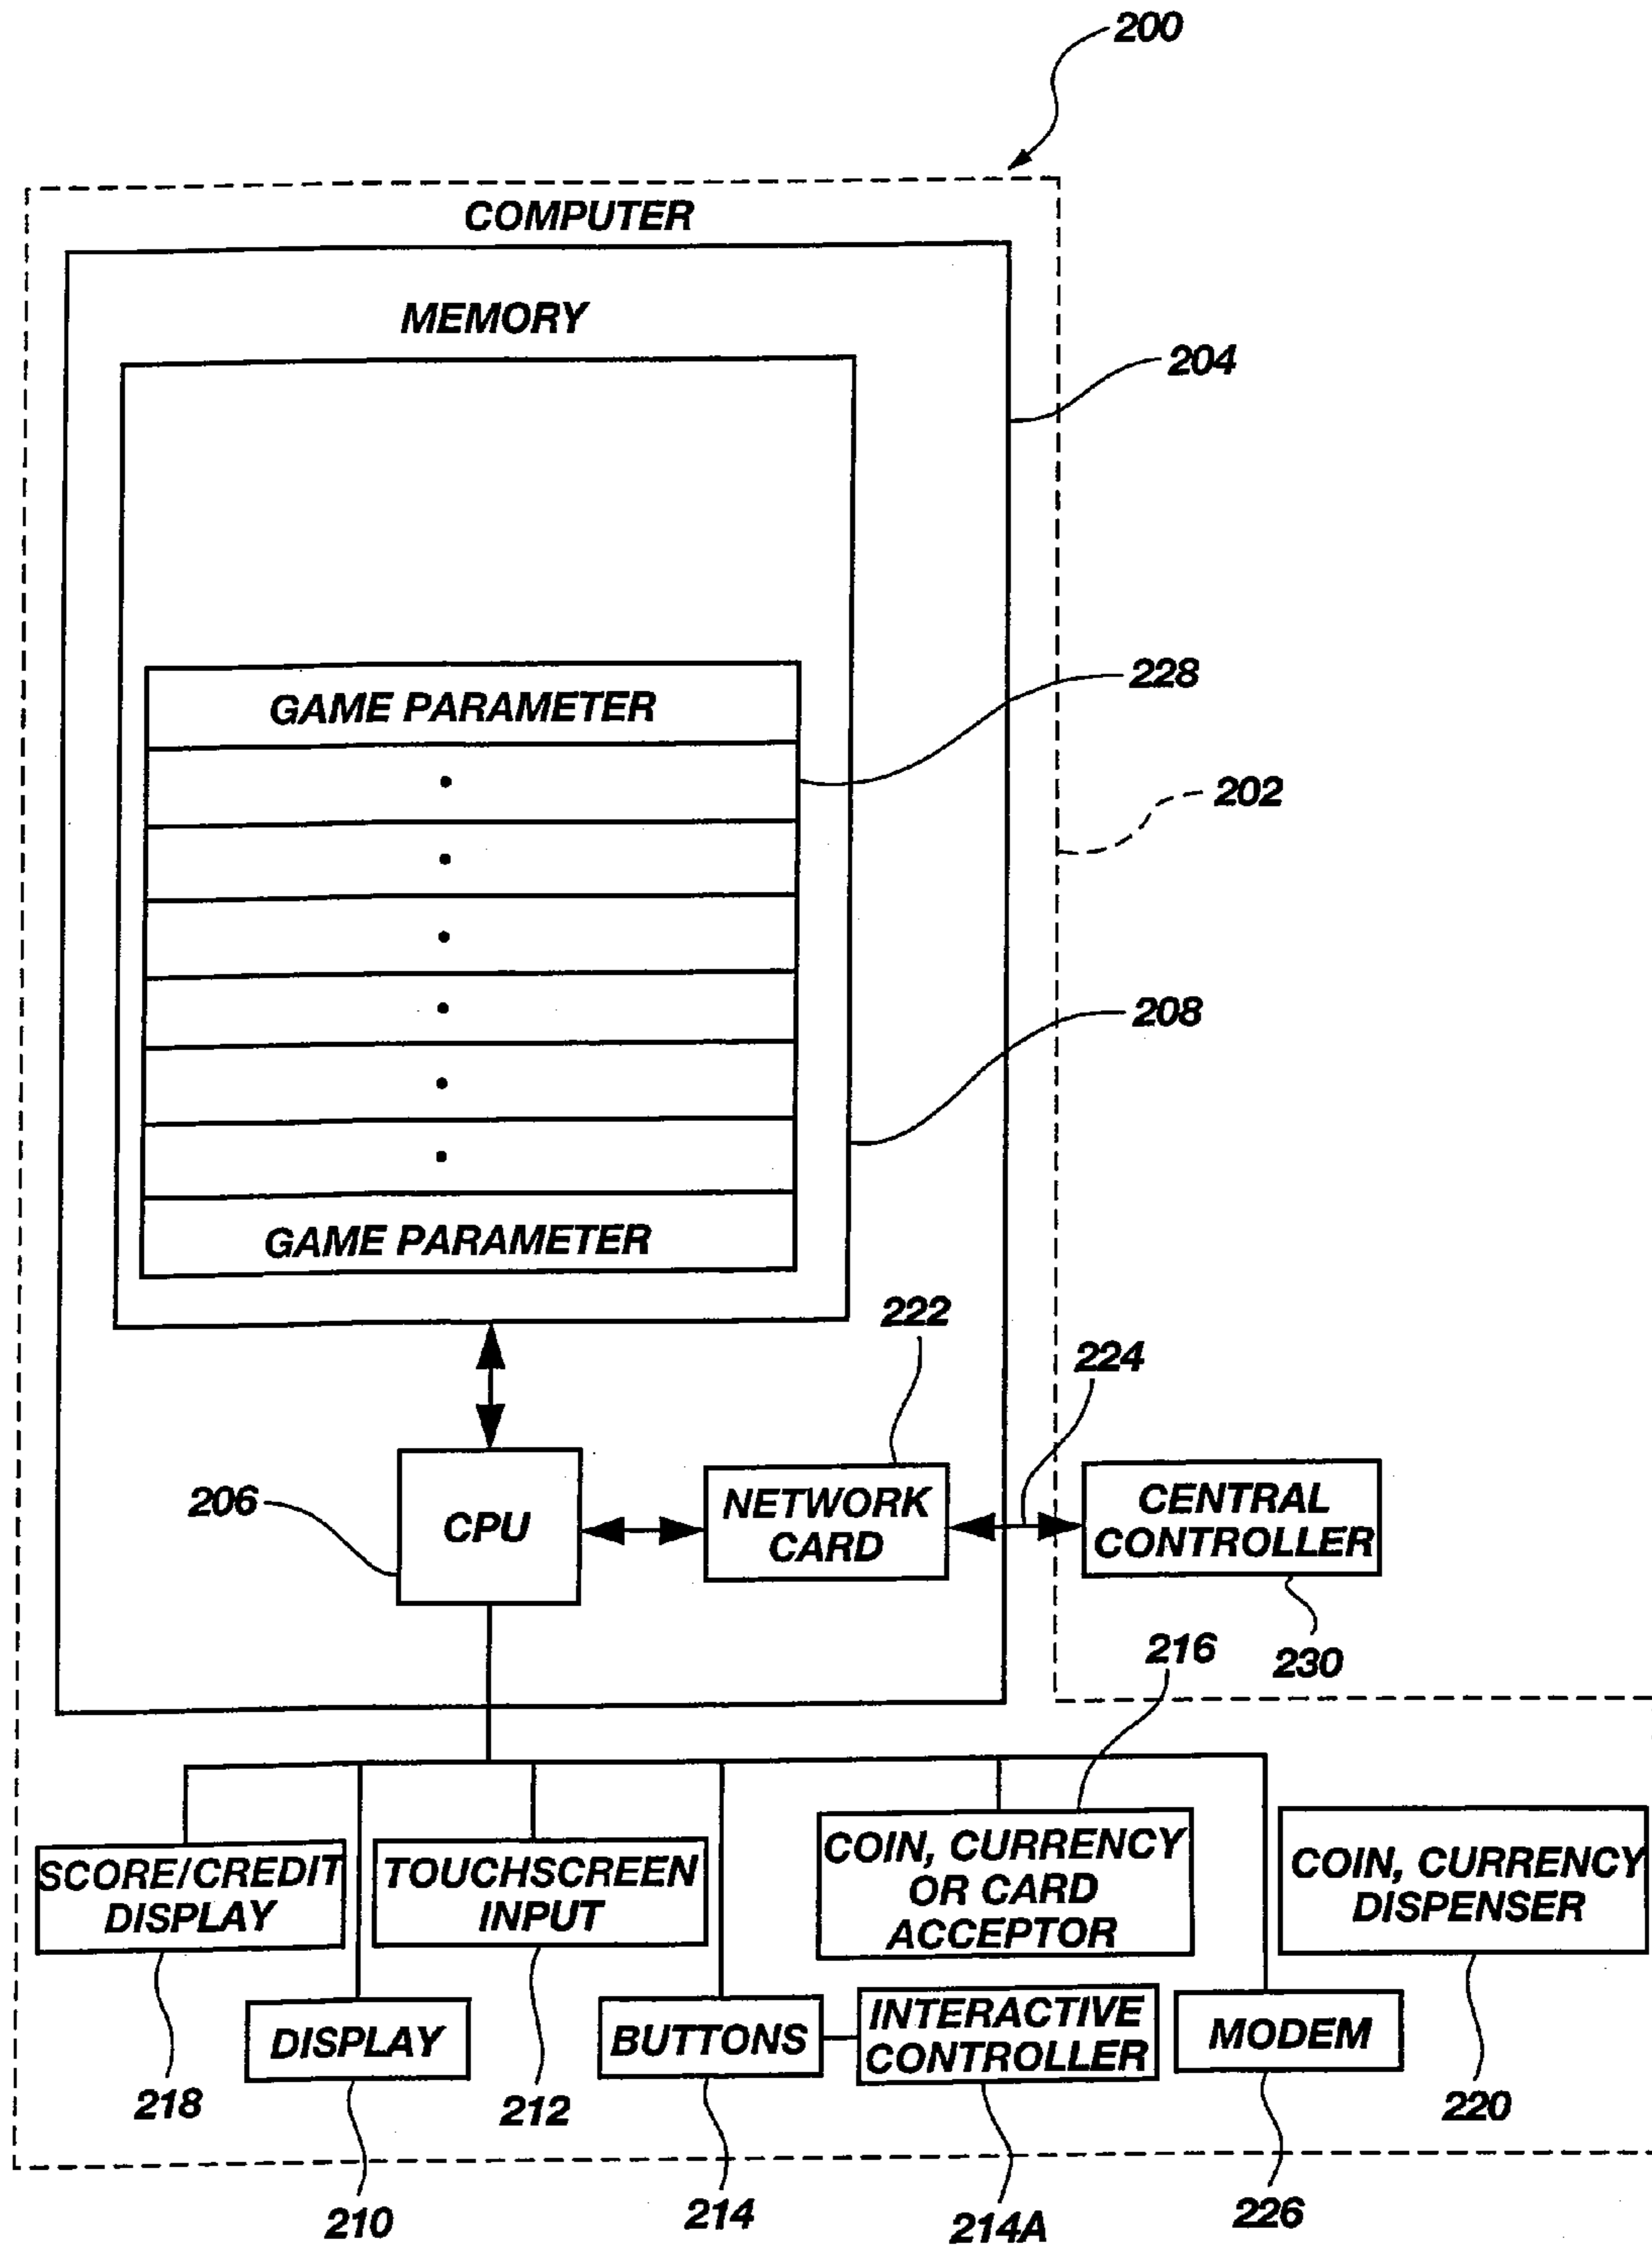 200
COMPUTER
MEMORY
204
GAME PARAMETER
228
202
208
GAME PARAMETER
222
224
206
CPU
NETWORK
CARD
CENTRAL
CONTROLLER
230
216
SCORE/CREDIT
DISPLAY
TOUCHSCREEN
INPUT
COIN, CURRENCY
OR CARD
ACCEPTOR
COIN, CURRENCY
DISPENSER
DISPLAY
BUTTONS
INTERACTIVE
CONTROLLER
MODEM
218
212
220
210
214
214A
226